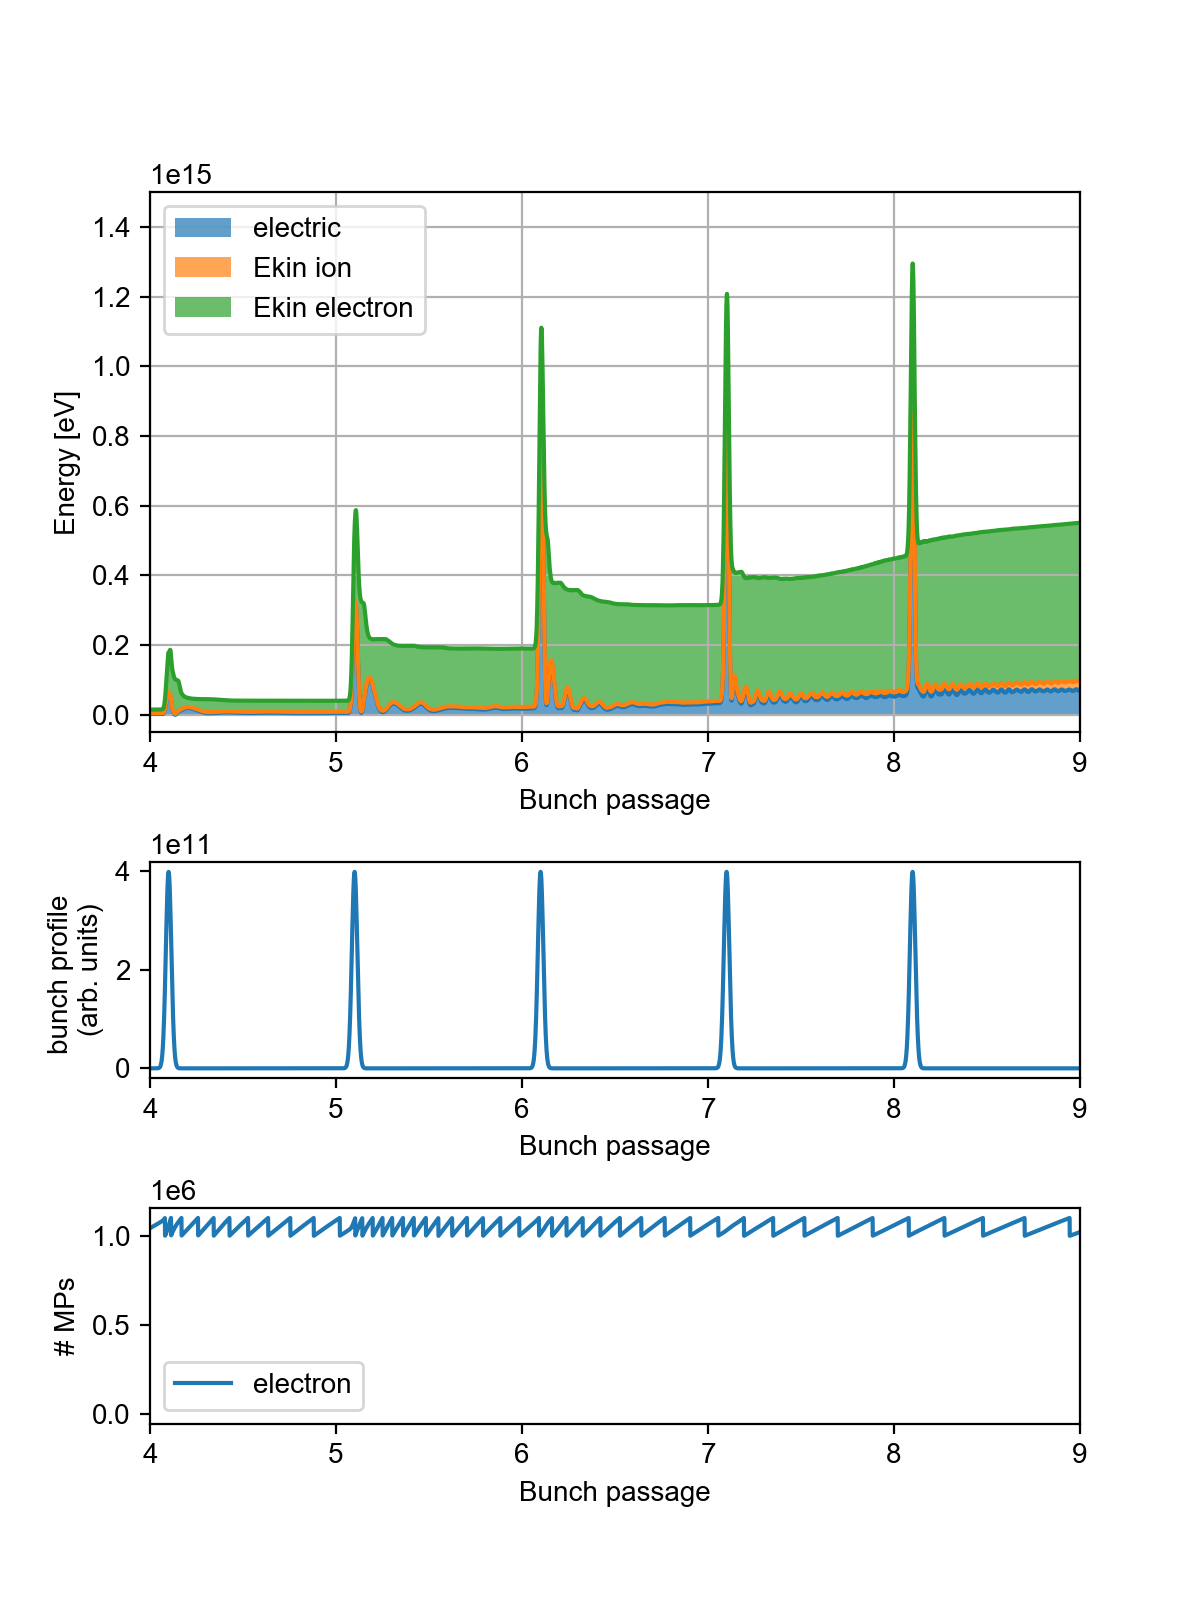 1e15
1.4
1.2
1.0
0.8
0.6
0.4
0.2
0.0
Energy [eV]
electric
Ekin ion
Ekin electron
4 5 6 7 8 9
Bunch passage
1e11
4
2
0
bunch profile
(arb. units)
4 5 6 7 8 9
Bunch passage
1e6
1.0
0.5
0.0
# MPs
electron
4 5 6 7 8 9
Bunch passage